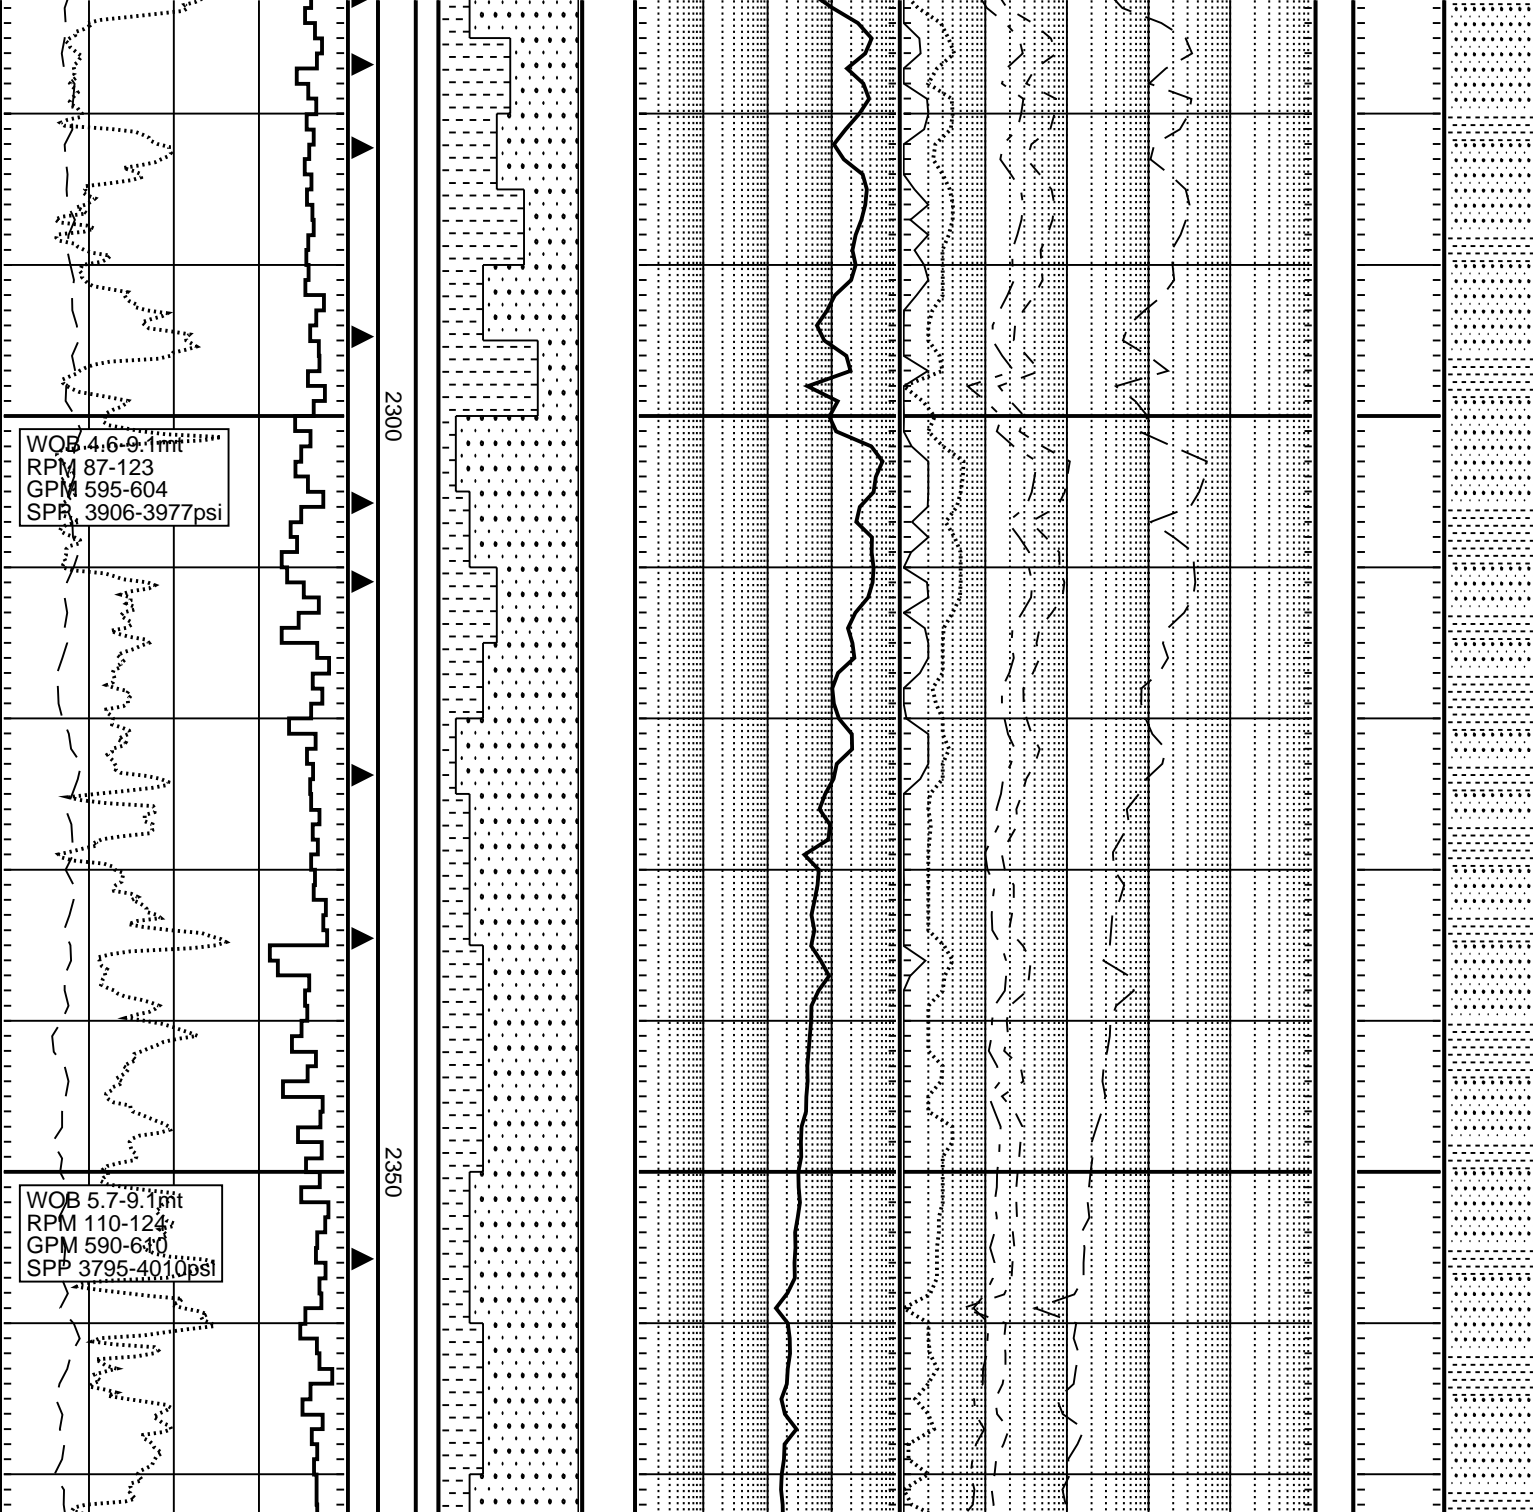 2300
WOB 4.6-9.1mt
RPM 87-123
GPM 595-604
SPP 3906-3977psi
2350
WOB 5.7-9.1mt
RPM 110-124
GPM 590-610
SPP 3795-4010psi